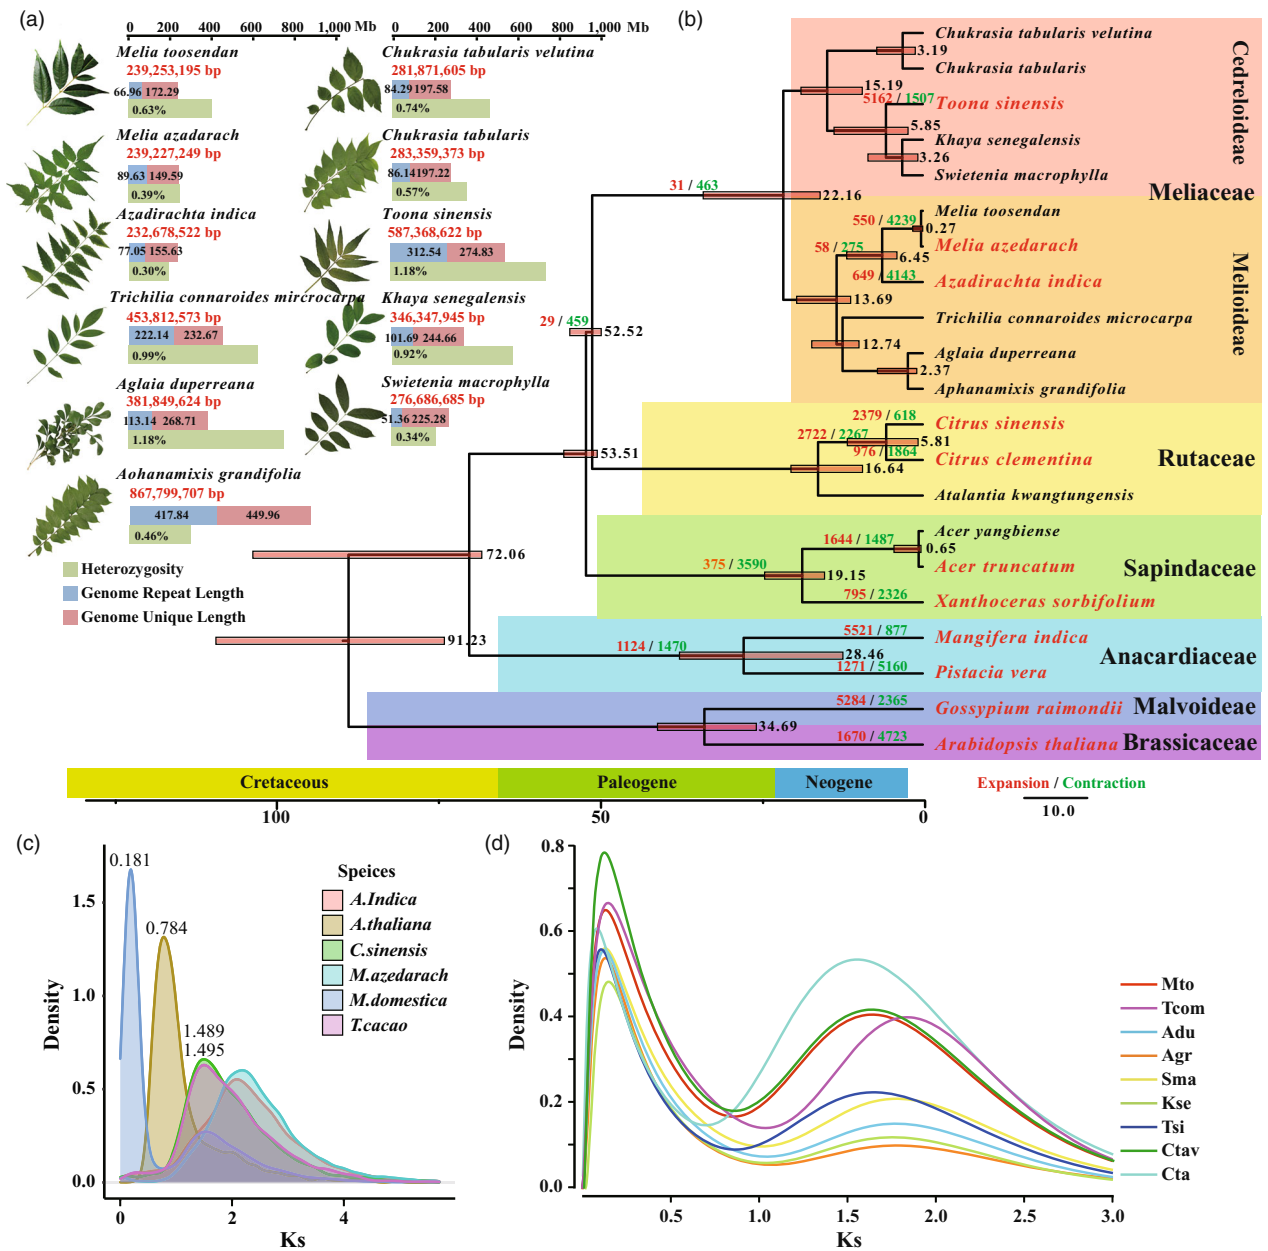 (a)
0 200 600 1,000 Mb
0 200 600 1,000 Mb
Melia toosendan
239,253,195 bp
66.96 172.29
0.63%
Melia azadarach
239,227,249 bp
89.63 149.59
0.39%
Azadirachta indica
232,678,522 bp
77.05 155.63
0.30%
Trichilia connaroides mircrocarpa
453,812,573 bp
222.14 232.67
0.99%
Aglaia duperreana
381,849,624 bp
113.14 268.71
1.18%
Aohanamixis grandifolia
867,799,707 bp
417.84 449.96
0.46%
Chukrasia tabularis velutina
281,871,605 bp
84.29 197.58
0.74%
Chukrasia tabularis
283,359,373 bp
86.14 197.22
0.57%
Toona sinensis
587,368,622 bp
312.54 274.83
1.18%
Khaya senegalensis
346,347,945 bp
101.69 244.66
0.92%
Swietenia macrophylla
276,686,685 bp
51.36 225.28
0.34%
Heterozygosity
Genome Repeat Length
Genome Unique Length
(b)
Chukrasia tabularis velutina
3.19
Chukrasia tabularis
15.19
5162 / 1507
Toona sinensis
5.85
Khaya senegalensis
3.26
Swietenia macrophylla
Cedreloideae
31 / 463
22.16
Meliaceae
Melia toosendan
550 / 4239
0.27
Melia azedarach
58 / 275
6.45
649 / 4143
Azadirachta indica
13.69
Trichilia connaroides microcarpa
12.74
Aglaia duperreana
2.37
Aphanamixis grandifolia
Melioideae
29 / 459
52.52
2379 / 618
Citrus sinensis
2722 / 2267
5.81
976 / 1864
Citrus clementina
16.64
Atalantia kwangtungensis
Rutaceae
53.51
Acer yangbiense
1644 / 1487
0.65
Acer truncatum
375 / 3590
19.15
795 / 2326
Xanthoceras sorbifolium
Sapindaceae
72.06
5521 / 877
Mangifera indica
1124 / 1470
28.46
1271 / 5160
Pistacia vera
Anacardiaceae
91.23
5284 / 2365
Gossypium raimondii
Malvoideae
34.69
1670 / 4723
Arabidopsis thaliana
Brassicaceae
Cretaceous Paleogene Neogene
Expansion / Contraction
10.0
100 50 0
(c)
Density
1.5
1.0
0.5
0.0
0.181
0.784
1.489
1.495
Speices
A.Indica
A.thaliana
C.sinensis
M.azedarach
M.domestica
T.cacao
0 2 4
Ks
(d)
Density
0.8
0.6
0.4
0.2
0.0
Mto
Tcom
Adu
Agr
Sma
Kse
Tsi
Ctav
Cta
0.5 1.0 1.5 2.0 2.5 3.0
Ks